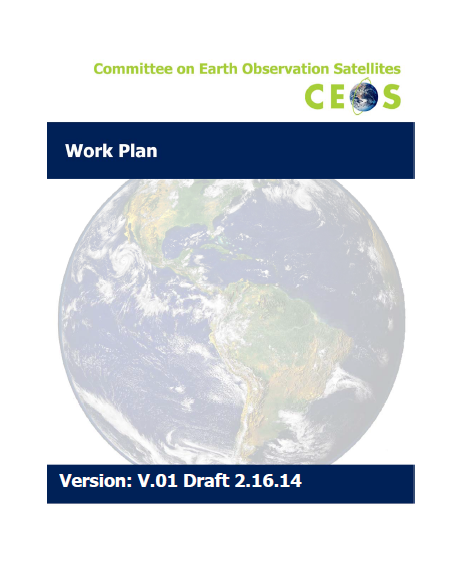 Committee on Earth Observation Satellites
CEOS
Work Plan
Version: V.01 Draft 2.16.14